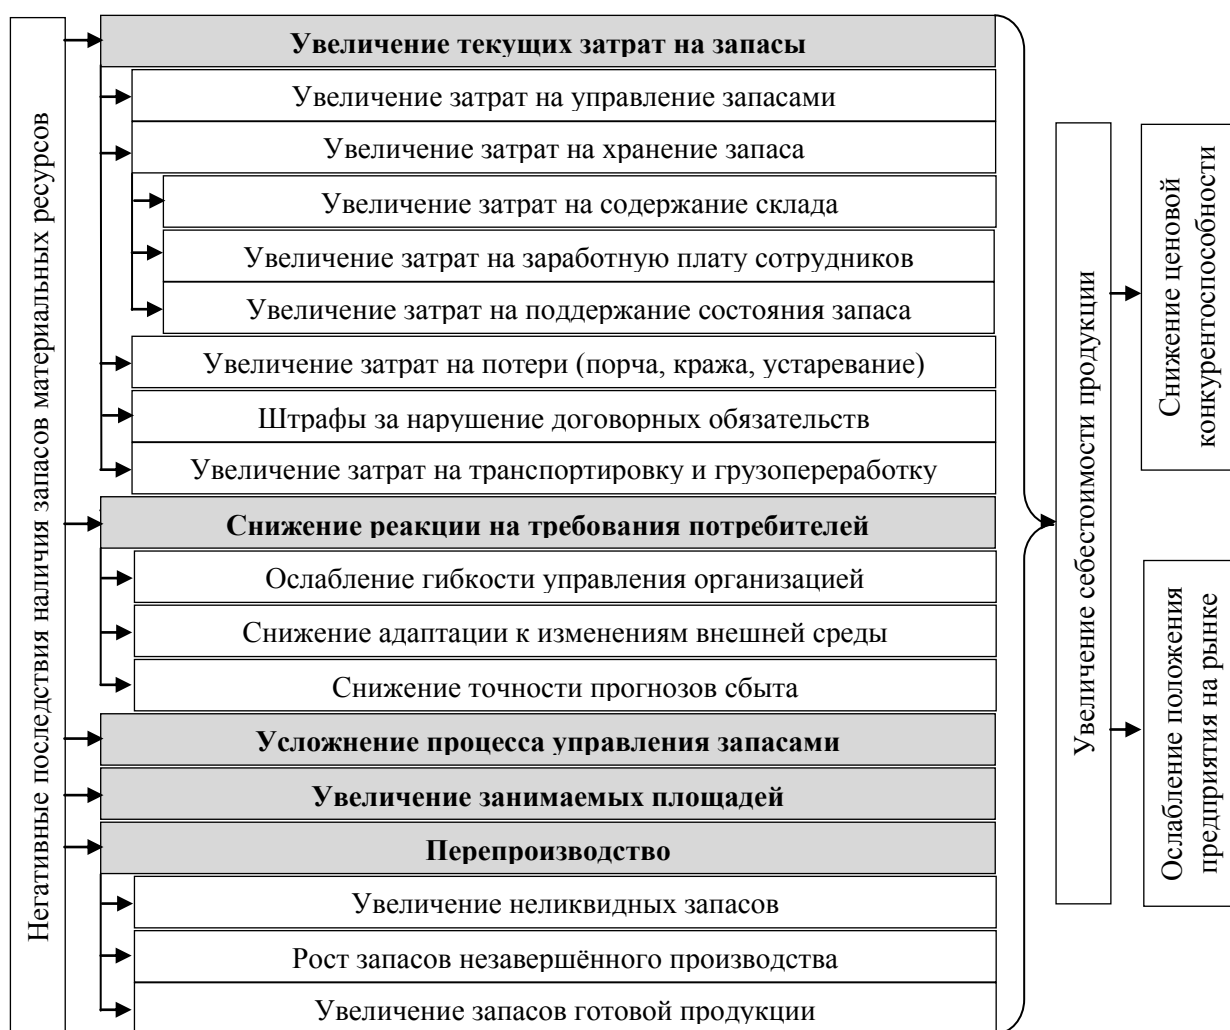 Негативные последствия наличия запасов материальных ресурсов
Увеличение текущих затрат на запасы
Увеличение затрат на управление запасами
Увеличение затрат на хранение запаса
Увеличение затрат на содержание склада
Увеличение затрат на заработную плату сотрудников
Увеличение затрат на поддержание состояния запаса
Увеличение затрат на потери (порча, кража, устаревание)
Штрафы за нарушение договорных обязательств
Увеличение затрат на транспортировку и грузопереработку
Снижение реакции на требования потребителей
Ослабление гибкости управления организацией
Снижение адаптации к изменениям внешней среды
Снижение точности прогнозов сбыта
Усложнение процесса управления запасами
Увеличение занимаемых площадей
Перепроизводство
Увеличение неликвидных запасов
Рост запасов незавершённого производства
Увеличение запасов готовой продукции
Увеличение себестоимости продукции
Снижение ценовой
конкурентоспособности
Ослабление положения
предприятия на рынке